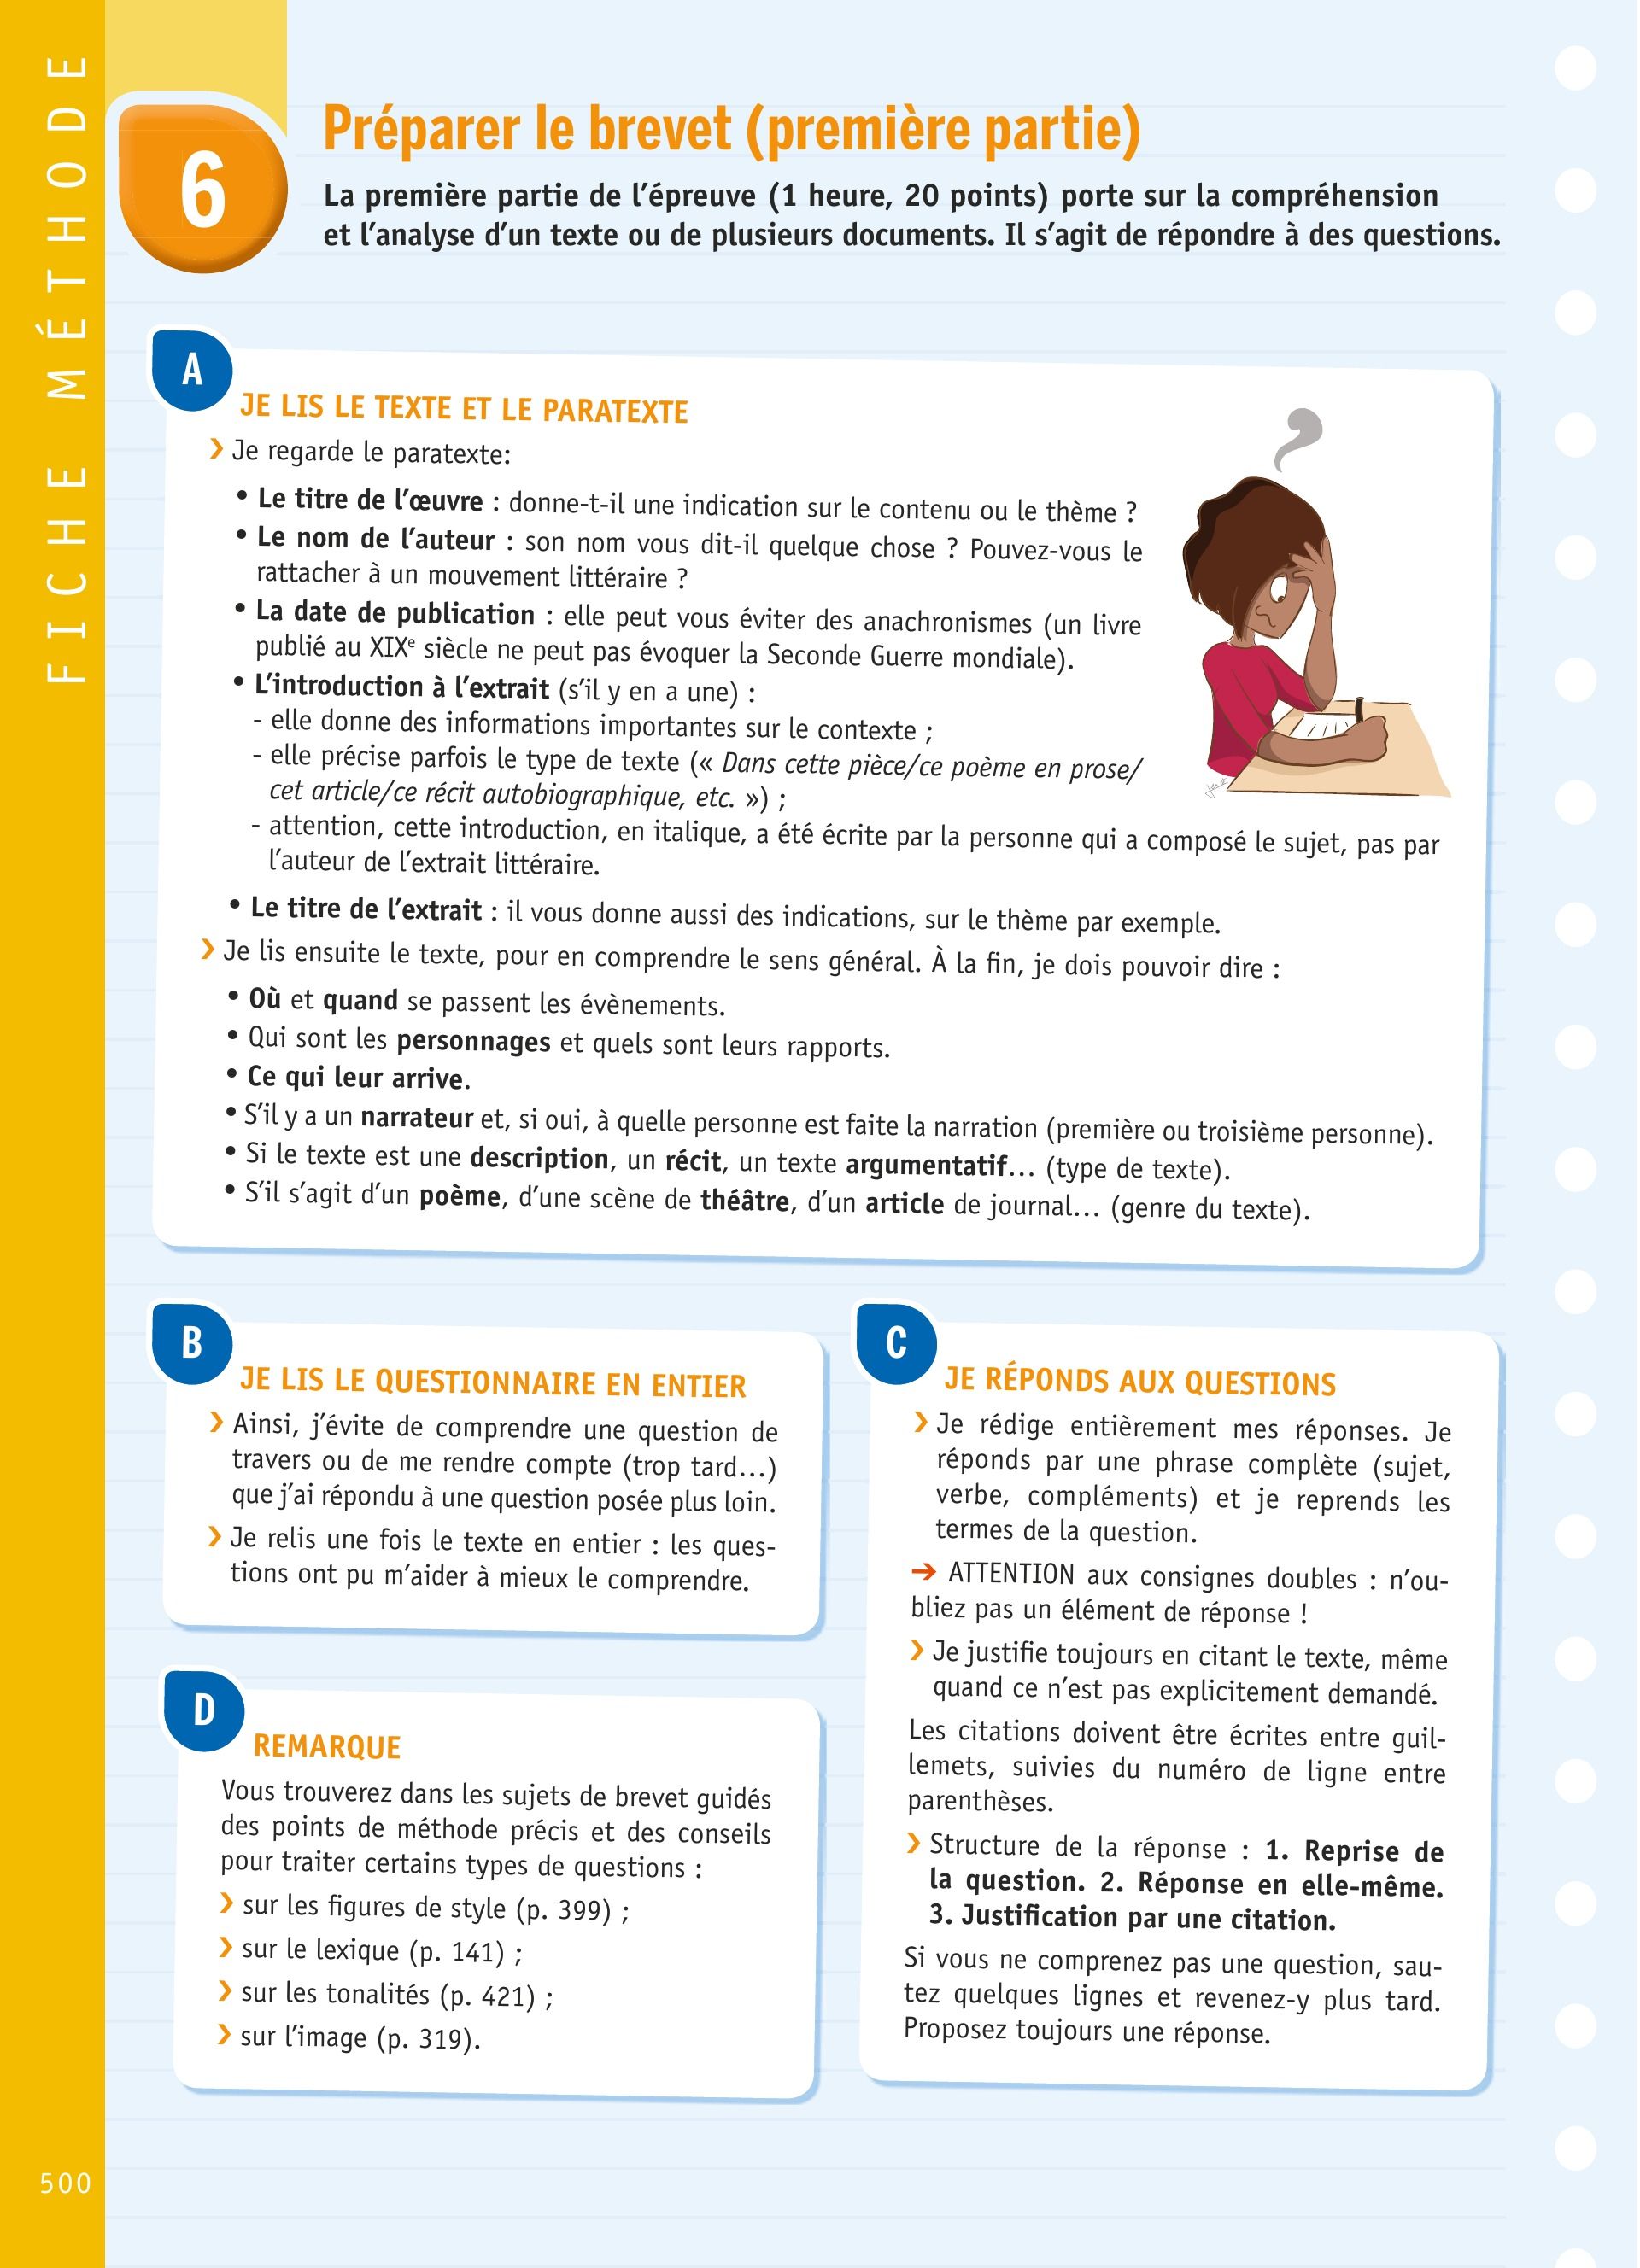 FICHE MÉTHODE
6
Préparer le brevet (première partie)
La première partie de l'épreuve (1 heure, 20 points) porte sur la compréhension
et l'analyse d'un texte ou de plusieurs documents. Il s'agit de répondre à des questions.
A
JE LIS LE TEXTE ET LE PARATEXTE
› Je regarde le paratexte:
• Le titre de l'œuvre : donne-t-il une indication sur le contenu ou le thème ?
• Le nom de l'auteur : son nom vous dit-il quelque chose ? Pouvez-vous le
rattacher à un mouvement littéraire ?
• La date de publication : elle peut vous éviter des anachronismes (un livre
publié au XIXe siècle ne peut pas évoquer la Seconde Guerre mondiale).
• L'introduction à l'extrait (s'il y en a une) :
- elle donne des informations importantes sur le contexte ;
- elle précise parfois le type de texte (« Dans cette pièce/ce poème en prose/
cet article/ce récit autobiographique, etc. ») ;
- attention, cette introduction, en italique, a été écrite par la personne qui a composé le sujet, pas par
l'auteur de l'extrait littéraire.
• Le titre de l'extrait : il vous donne aussi des indications, sur le thème par exemple.
› Je lis ensuite le texte, pour en comprendre le sens général. À la fin, je dois pouvoir dire :
• Où et quand se passent les évènements.
• Qui sont les personnages et quels sont leurs rapports.
• Ce qui leur arrive.
• S'il y a un narrateur et, si oui, à quelle personne est faite la narration (première ou troisième personne).
• Si le texte est une description, un récit, un texte argumentatif... (type de texte).
• S'il s'agit d'un poème, d'une scène de théâtre, d'un article de journal... (genre du texte).
B
JE LIS LE QUESTIONNAIRE EN ENTIER
› Ainsi, j'évite de comprendre une question de
travers ou de me rendre compte (trop tard...)
que j'ai répondu à une question posée plus loin.
› Je relis une fois le texte en entier : les ques-
tions ont pu m'aider à mieux le comprendre.
C
JE RÉPONDS AUX QUESTIONS
› Je rédige entièrement mes réponses. Je
réponds par une phrase complète (sujet,
verbe, compléments) et je reprends les
termes de la question.
→ ATTENTION aux consignes doubles : n'ou-
bliez pas un élément de réponse !
› Je justifie toujours en citant le texte, même
quand ce n'est pas explicitement demandé.
Les citations doivent être écrites entre guil-
lemets, suivies du numéro de ligne entre
parenthèses.
› Structure de la réponse : 1. Reprise de
la question. 2. Réponse en elle-même.
3. Justification par une citation.
Si vous ne comprenez pas une question, sau-
tez quelques lignes et revenez-y plus tard.
Proposez toujours une réponse.
D
REMARQUE
Vous trouverez dans les sujets de brevet guidés
des points de méthode précis et des conseils
pour traiter certains types de questions :
› sur les figures de style (p. 399) ;
› sur le lexique (p. 141) ;
› sur les tonalités (p. 421) ;
› sur l'image (p. 319).
500